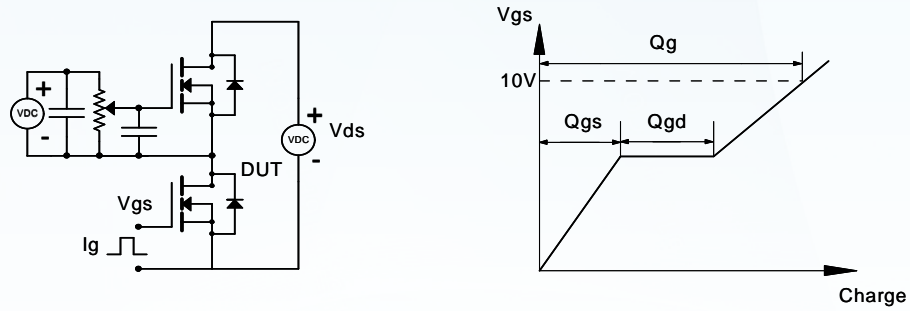 +
VDC
-
Vgs
Ig
DUT
+
VDC
-
Vds
Vgs
10V
Qg
Qgs
Qgd
Charge